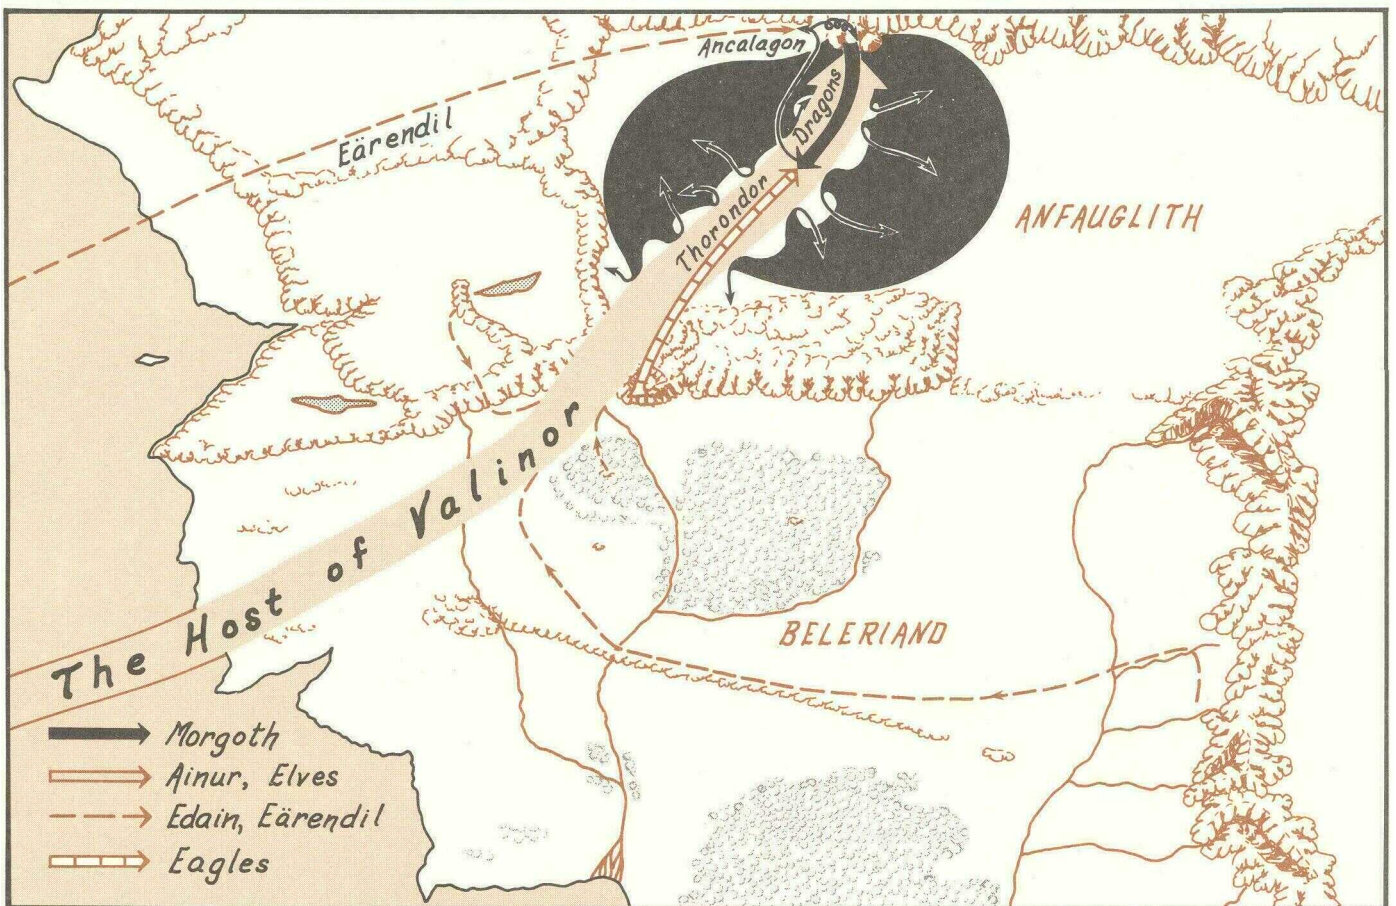 Ancalagon
Eärendil
Dragons
Thorondor
ANFAUGLITH
The Host of Valinor
BELERIAND
Morgoth
Ainur, Elves
Edain, Eärendil
Eagles